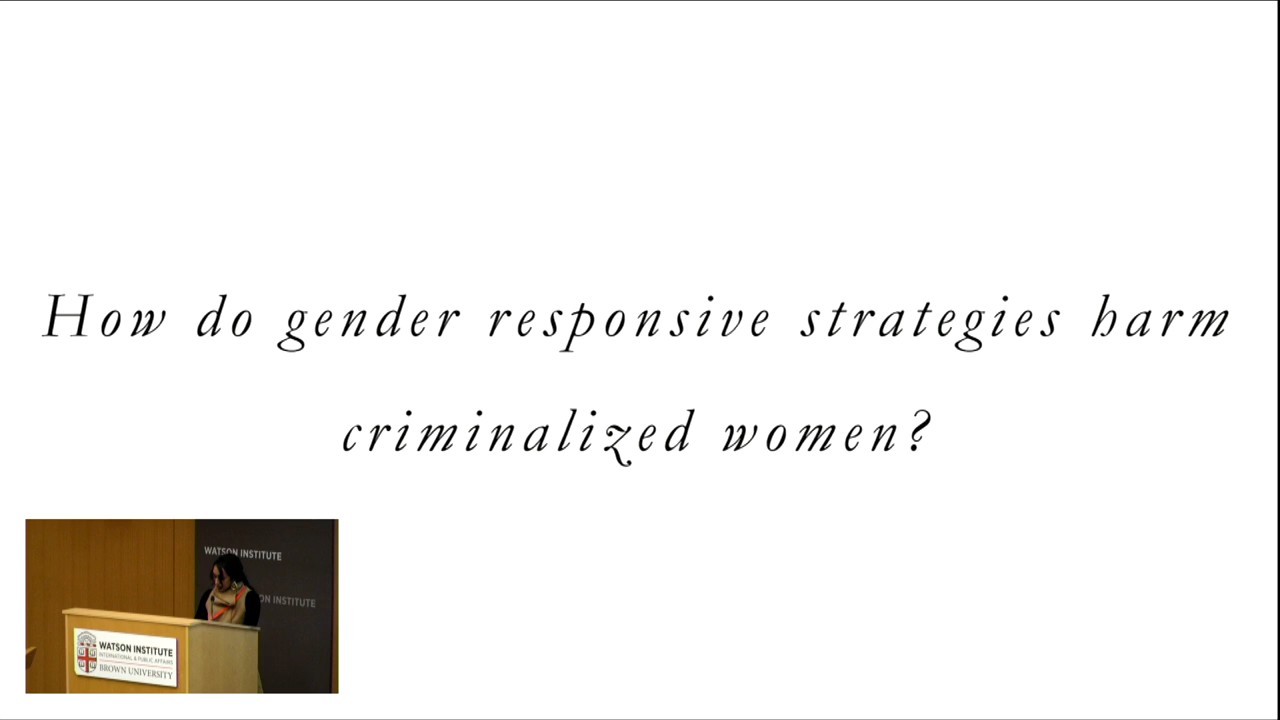 How do gender responsive strategies harm
criminalized women?
WATSON INSTITUTE
WATSON INSTITUTE
INTERNATIONAL & PUBLIC AFFAIRS
BROWN UNIVERSITY